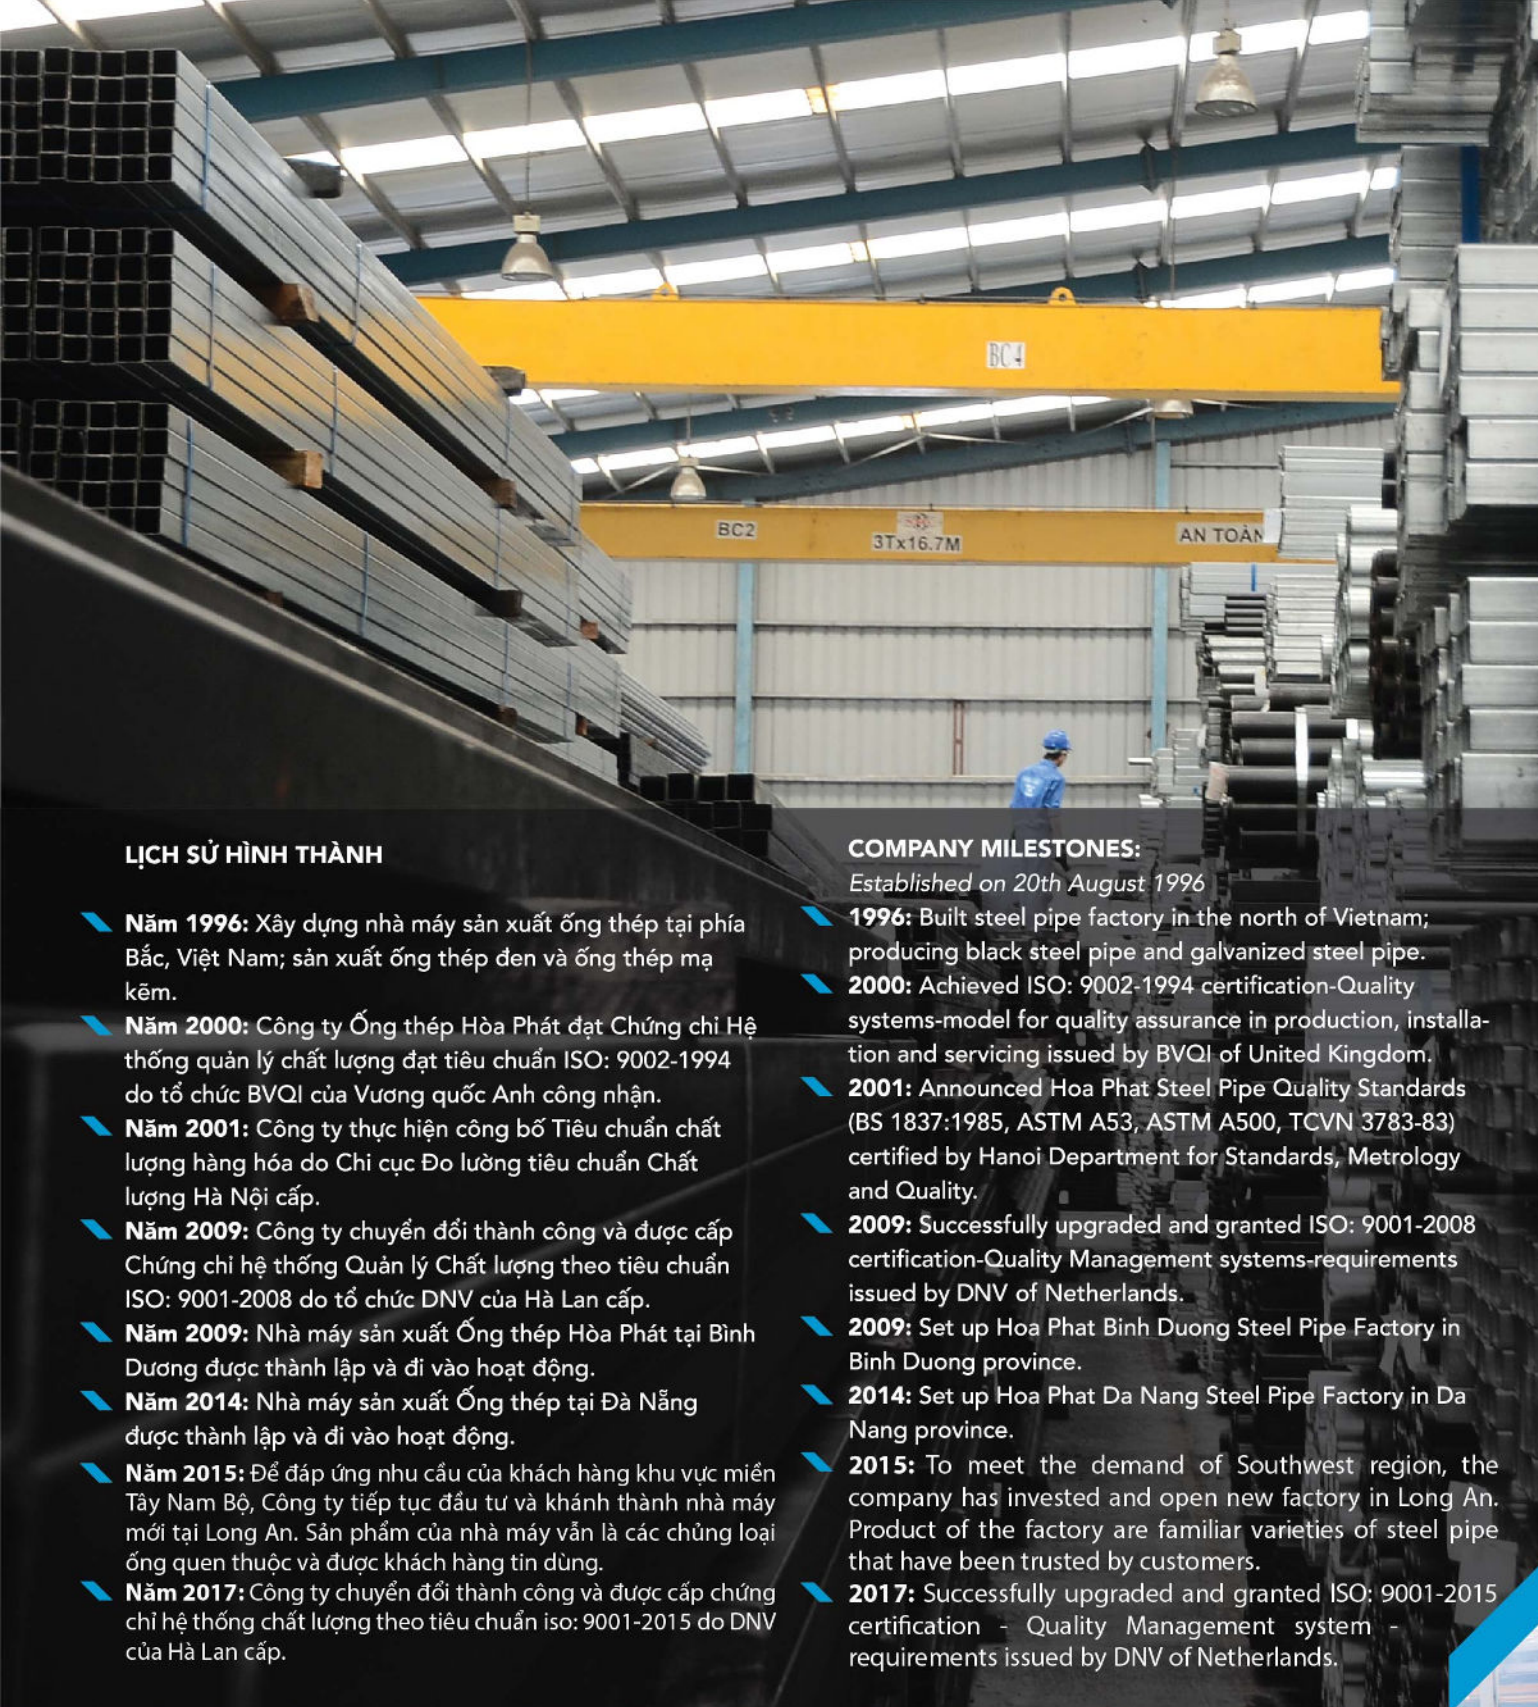 BC4
BC2
3Tx16.7M
AN TOÀN
LỊCH SỬ HÌNH THÀNH
Năm 1996: Xây dựng nhà máy sản xuất ống thép tại phía
Bắc, Việt Nam; sản xuất ống thép đen và ống thép mạ
kẽm.
Năm 2000: Công ty Ống thép Hòa Phát đạt Chứng chỉ Hệ
thống quản lý chất lượng đạt tiêu chuẩn ISO: 9002-1994
do tổ chức BVQI của Vương quốc Anh công nhận.
Năm 2001: Công ty thực hiện công bố Tiêu chuẩn chất
lượng hàng hóa do Chi cục Đo lường tiêu chuẩn Chất
lượng Hà Nội cấp.
Năm 2009: Công ty chuyển đổi thành công và được cấp
Chứng chỉ hệ thống Quản lý Chất lượng theo tiêu chuẩn
ISO: 9001-2008 do tổ chức DNV của Hà Lan cấp.
Năm 2009: Nhà máy sản xuất Ống thép Hòa Phát tại Bình
Dương được thành lập và đi vào hoạt động.
Năm 2014: Nhà máy sản xuất Ống thép tại Đà Nẵng
được thành lập và đi vào hoạt động.
Năm 2015: Để đáp ứng nhu cầu của khách hàng khu vực miền
Tây Nam Bộ, Công ty tiếp tục đầu tư và khánh thành nhà máy
mới tại Long An. Sản phẩm của nhà máy vẫn là các chủng loại
ống quen thuộc và được khách hàng tin dùng.
Năm 2017: Công ty chuyển đổi thành công và được cấp chứng
chỉ hệ thống chất lượng theo tiêu chuẩn iso: 9001-2015 do DNV
của Hà Lan cấp.
COMPANY MILESTONES:
Established on 20th August 1996
1996: Built steel pipe factory in the north of Vietnam;
producing black steel pipe and galvanized steel pipe.
2000: Achieved ISO: 9002-1994 certification-Quality
systems-model for quality assurance in production, installa-
tion and servicing issued by BVQI of United Kingdom.
2001: Announced Hoa Phat Steel Pipe Quality Standards
(BS 1837:1985, ASTM A53, ASTM A500, TCVN 3783-83)
certified by Hanoi Department for Standards, Metrology
and Quality.
2009: Successfully upgraded and granted ISO: 9001-2008
certification-Quality Management systems-requirements
issued by DNV of Netherlands.
2009: Set up Hoa Phat Binh Duong Steel Pipe Factory in
Binh Duong province.
2014: Set up Hoa Phat Da Nang Steel Pipe Factory in Da
Nang province.
2015: To meet the demand of Southwest region, the
company has invested and open new factory in Long An.
Product of the factory are familiar varieties of steel pipe
that have been trusted by customers.
2017: Successfully upgraded and granted ISO: 9001-2015
certification - Quality Management system -
requirements issued by DNV of Netherlands.